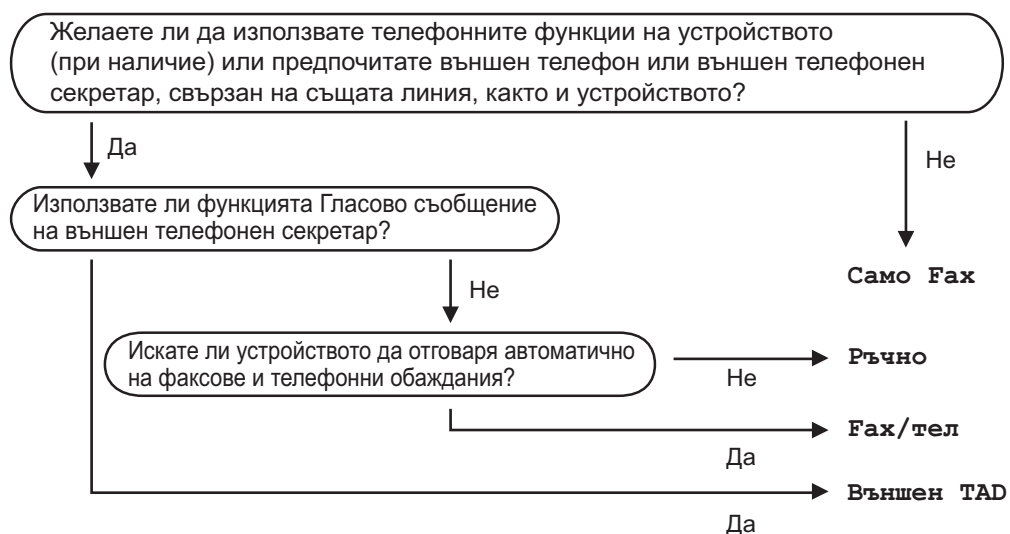 Желаете ли да използвате телефонните функции на устройството
(при наличие) или предпочитате външен телефон или външен телефонен
секретар, свързан на същата линия, както и устройството?
Да
Не
Използвате ли функцията Гласово съобщение
на външен телефонен секретар?
Само Fax
Не
Искате ли устройството да отговаря автоматично
на факсове и телефонни обаждания?
Ръчно
Не
Fax/тел
Да
Външен TAD
Да